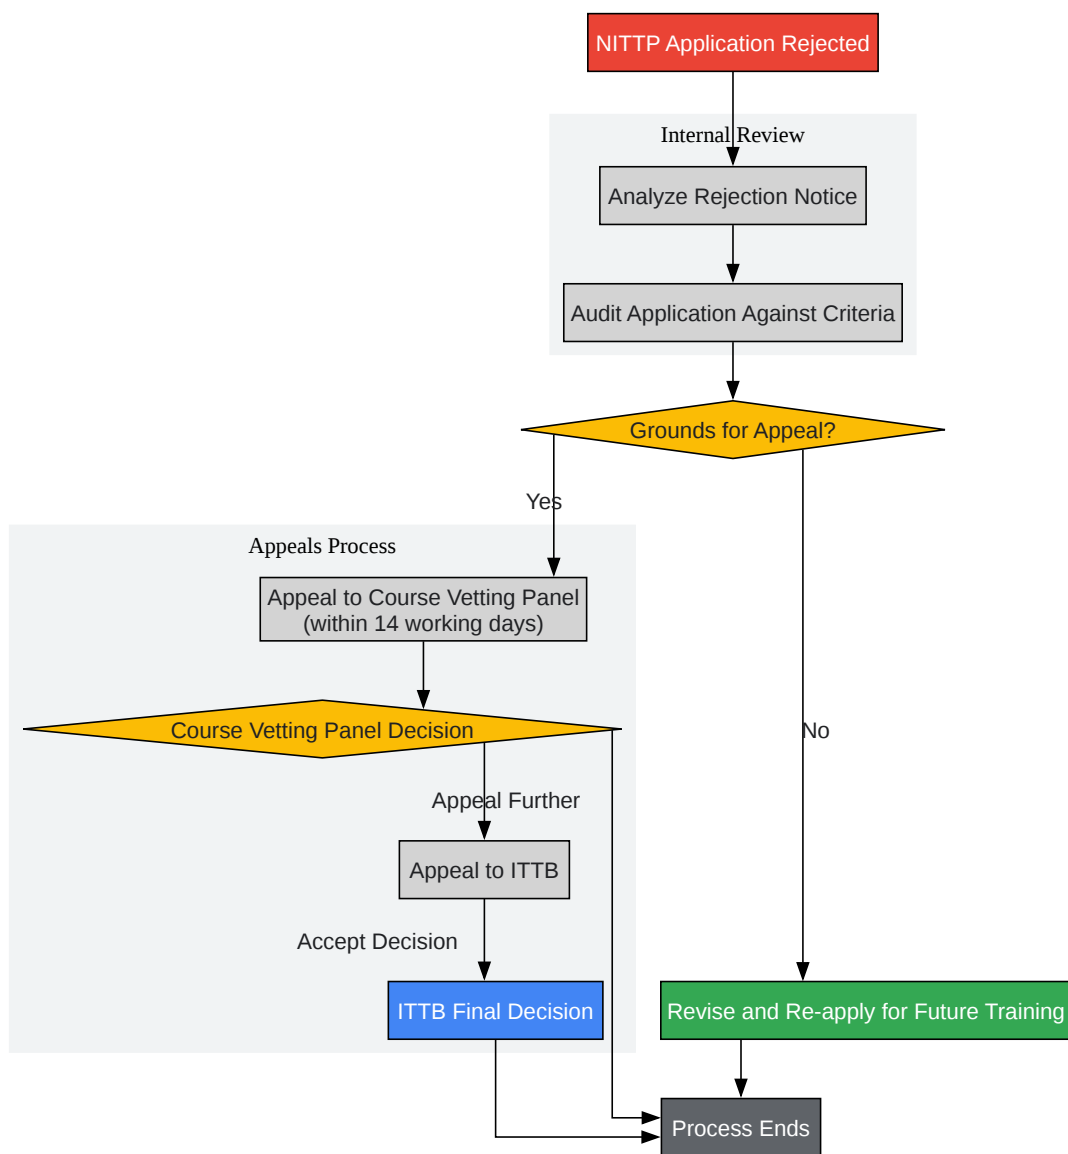 NITTP Application Rejected
Internal Review
Analyze Rejection Notice
Audit Application Against Criteria
Grounds for Appeal?
Yes
Appeals Process
Appeal to Course Vetting Panel
(within 14 working days)
Course Vetting Panel Decision
No
Appeal Further
Appeal to ITTB
Accept Decision
ITTB Final Decision
Revise and Re-apply for Future Training
Process Ends